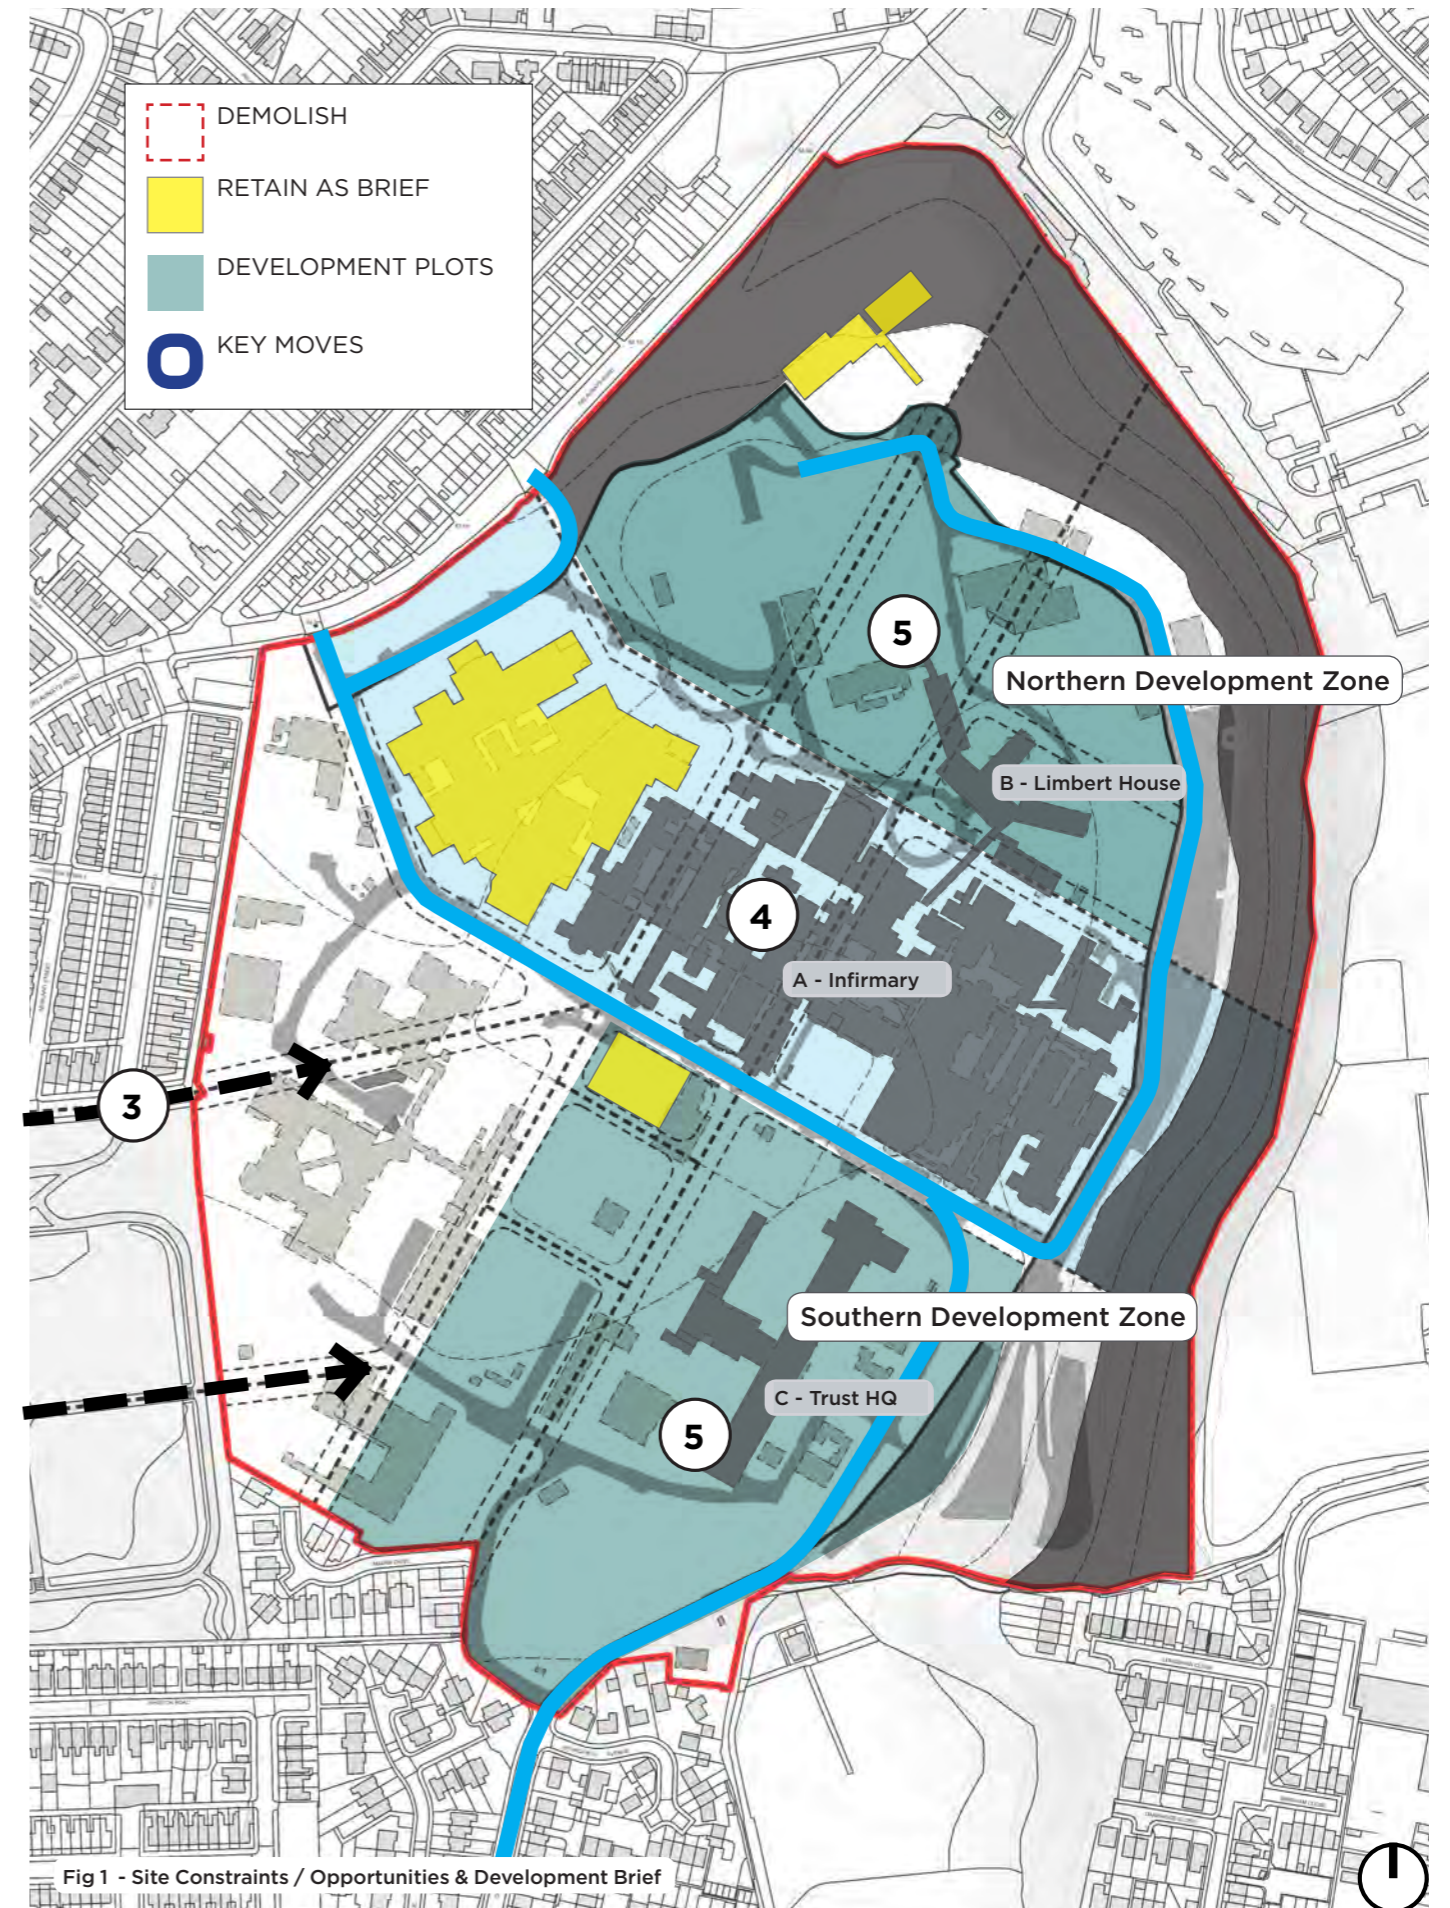 DEMOLISH
RETAIN AS BRIEF
DEVELOPMENT PLOTS
KEY MOVES
5
Northern Development Zone
B - Limbert House
4
A - Infirmary
3
Southern Development Zone
C - Trust HQ
5
Fig 1 - Site Constraints / Opportunities & Development Brief